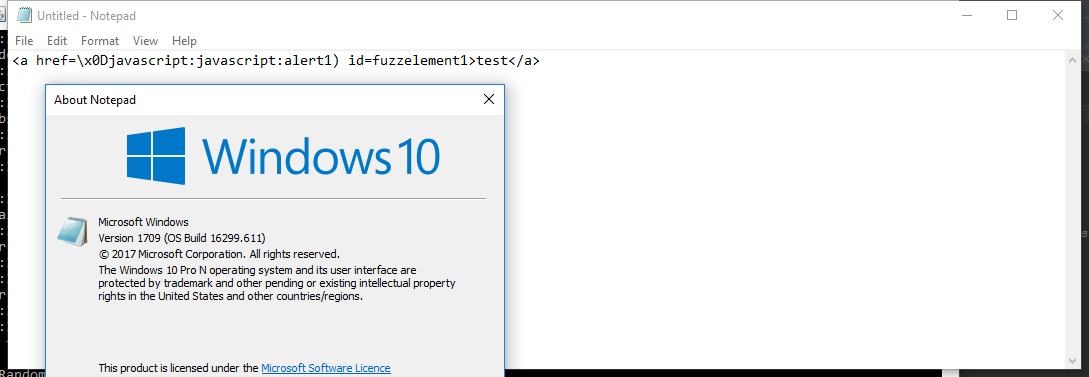 Untitled - Notepad
File Edit Format View Help
<a href=\x0Djavascript:javascript:alert1) id=fuzzelement1>test</a>
About Notepad
Windows 10
Microsoft Windows
Version 1709 (OS Build 16299.611)
© 2017 Microsoft Corporation. All rights reserved.
The Windows 10 Pro N operating system and its user interface are
protected by trademark and other pending or existing intellectual property
rights in the United States and other countries/regions.
This product is licensed under the Microsoft Software Licence
Random